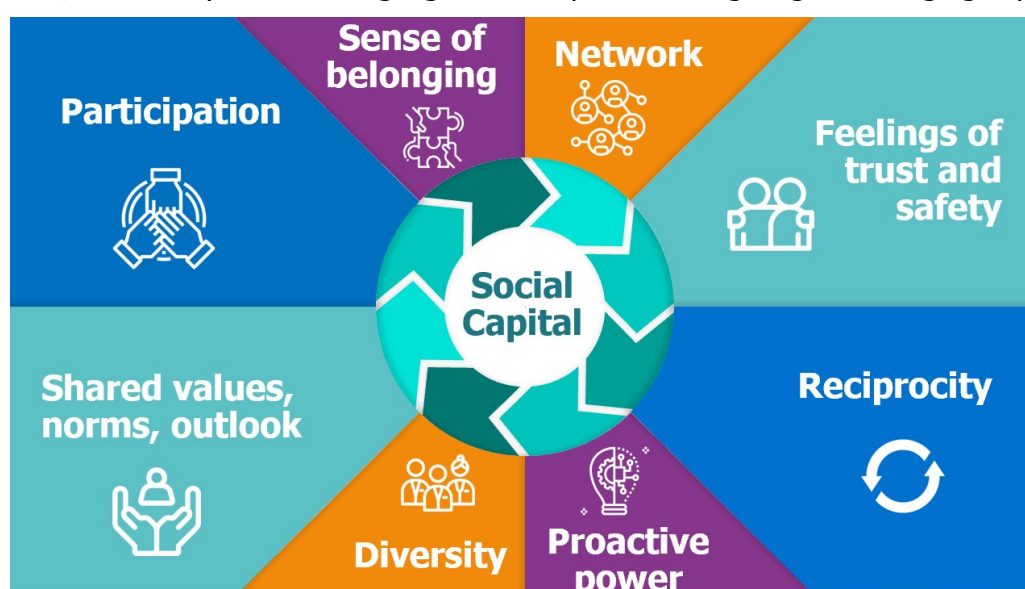 Sense of
belonging
Network
Participation
Feelings of
trust and
safety
Social
Capital
Shared values,
norms, outlook
Reciprocity
Diversity
Proactive
power